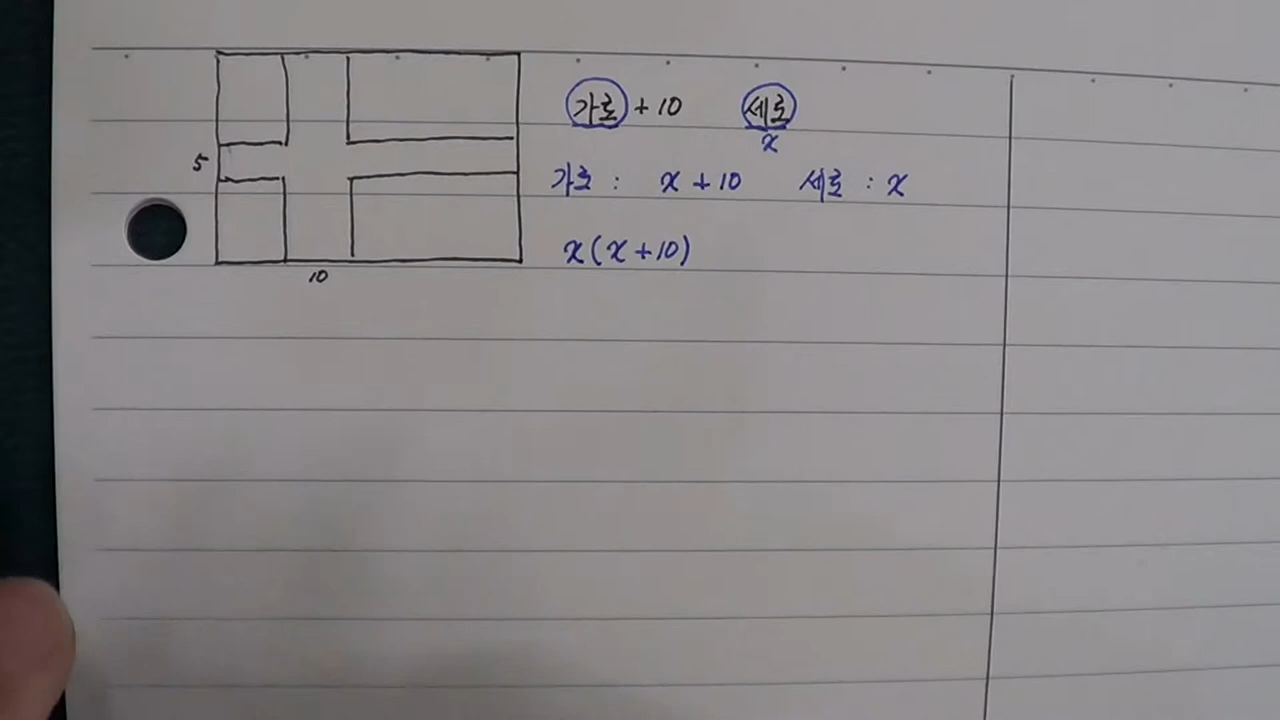 가로 + 10 세로
x
5
가로 : x + 10 세로 : x
x(x+10)
10